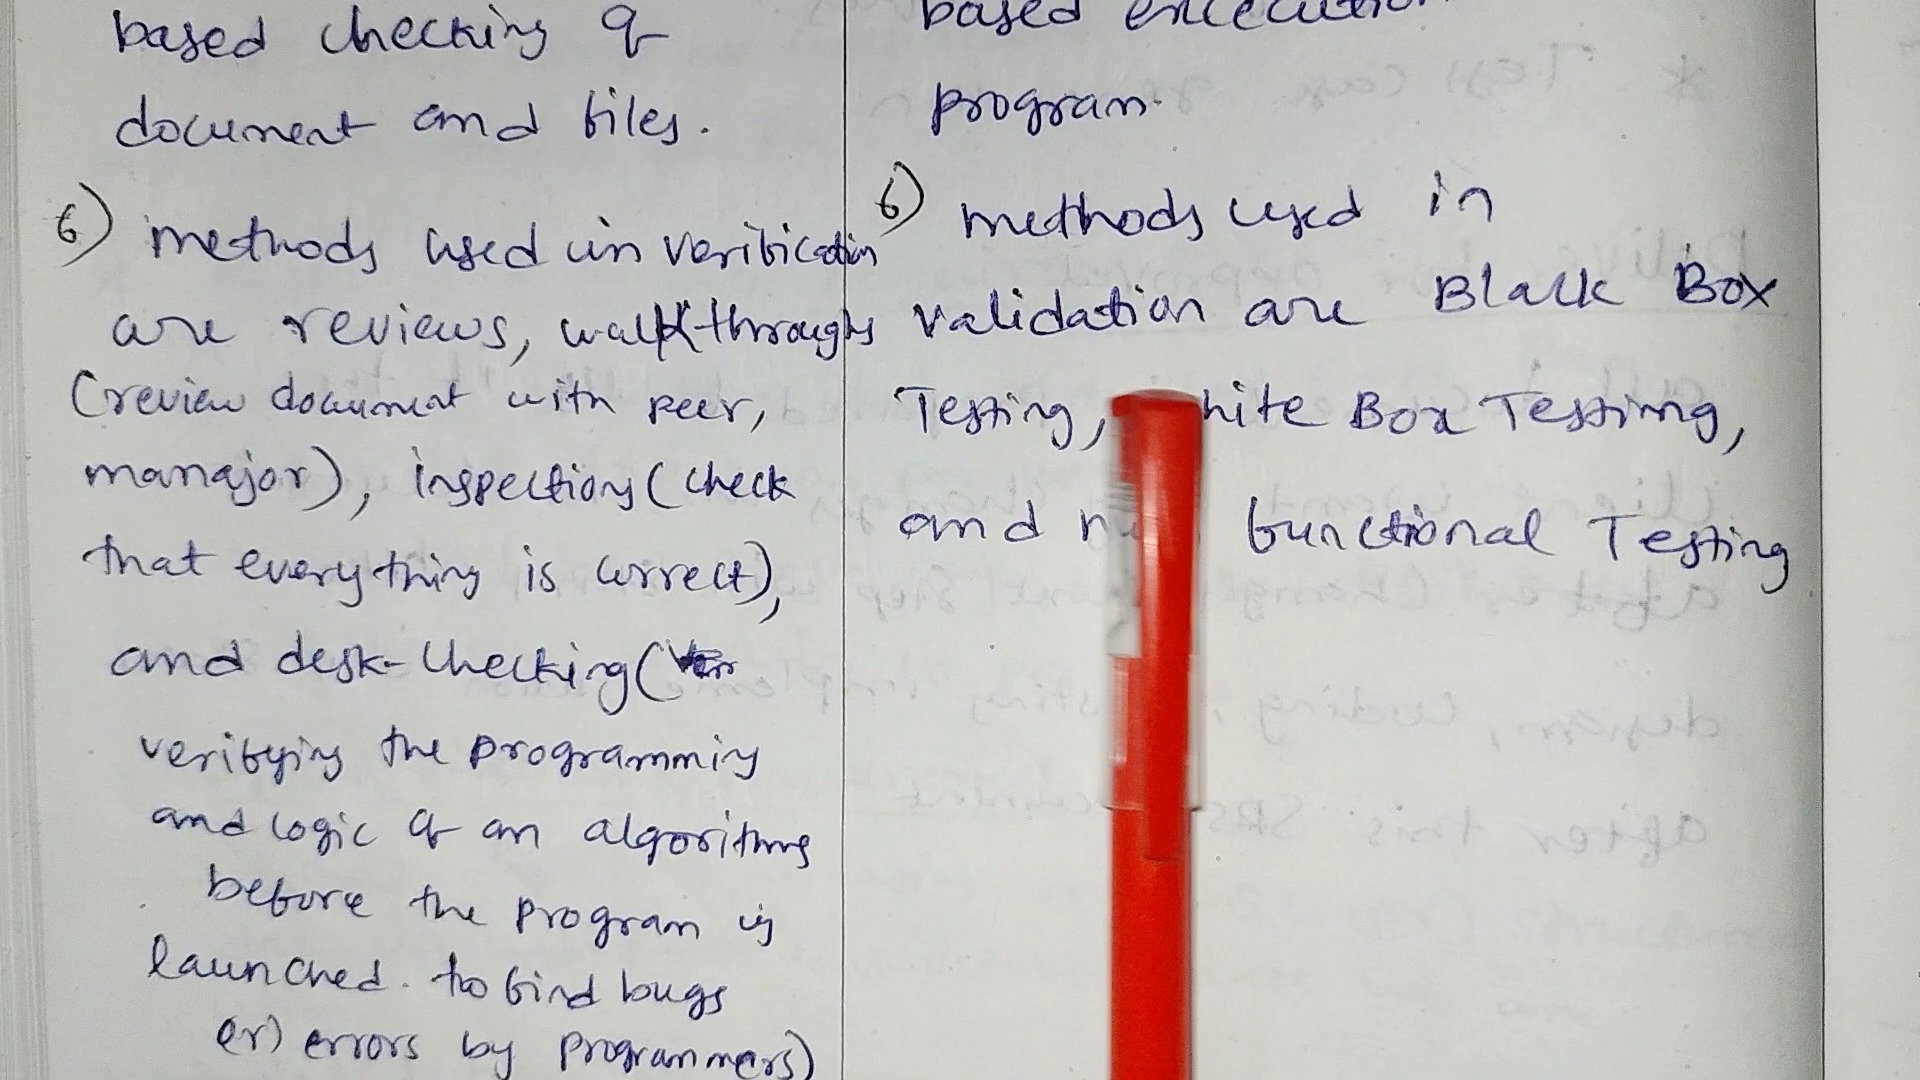 based checking of
document and files.
6) methods used in verification
are reviews, walkthroughs
(review document with peer,
manajor), inspections (check
that everything is correct),
and desk-checking (
verifying the programming
and logic of an algorithms
before the program is
launched. to find bugs
(or) errors by programmers)
based
program.
6) methods used in
validation are Black Box
Testing, hite Box Testing,
and functional Testing